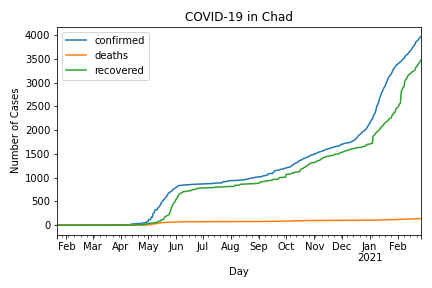 COVID-19 in Chad
confirmed
deaths
recovered
Number of Cases
4000
3500
3000
2500
2000
1500
1000
500
0
Feb Mar Apr May Jun Jul Aug Sep Oct Nov Dec Jan Feb
2021
Day